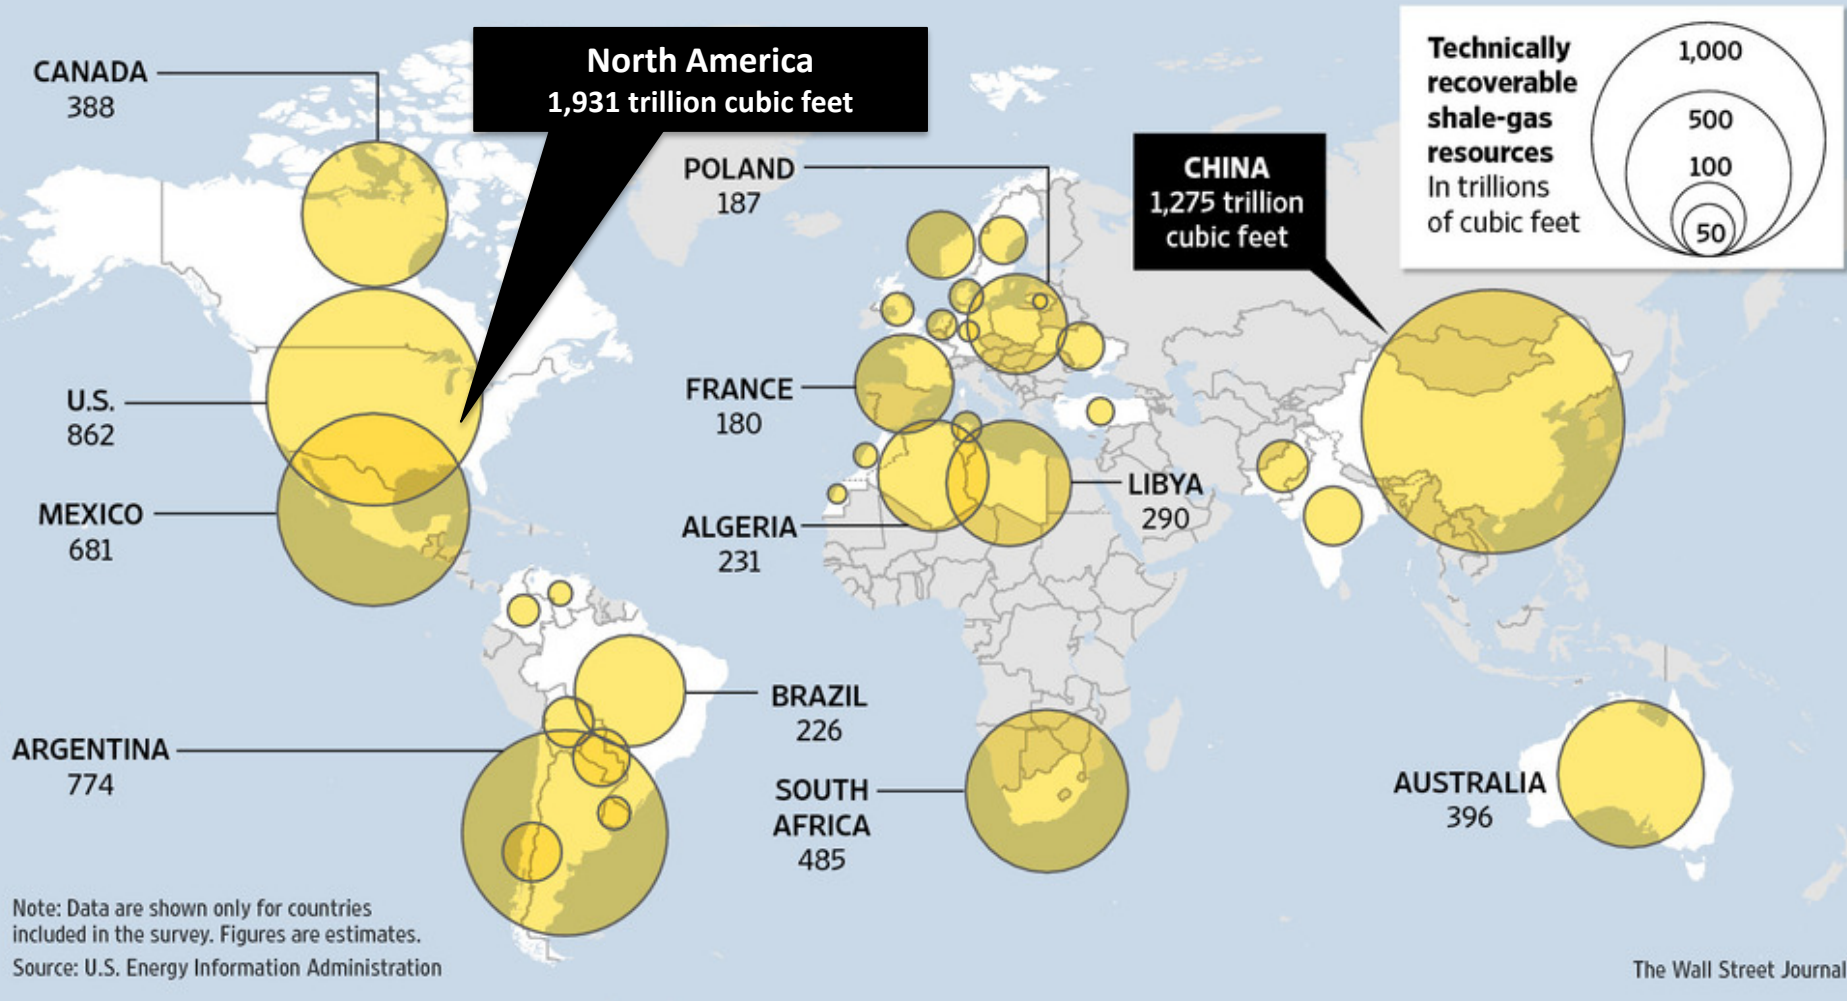 CANADA
388
North America
1,931 trillion cubic feet
POLAND
187
CHINA
1,275 trillion
cubic feet
Technically
recoverable
shale-gas
resources
In trillions
of cubic feet
1,000
500
100
50
U.S.
862
MEXICO
681
FRANCE
180
ALGERIA
231
LIBYA
290
BRAZIL
226
ARGENTINA
774
SOUTH
AFRICA
485
AUSTRALIA
396
Note: Data are shown only for countries
included in the survey. Figures are estimates.
Source: U.S. Energy Information Administration
The Wall Street Journal